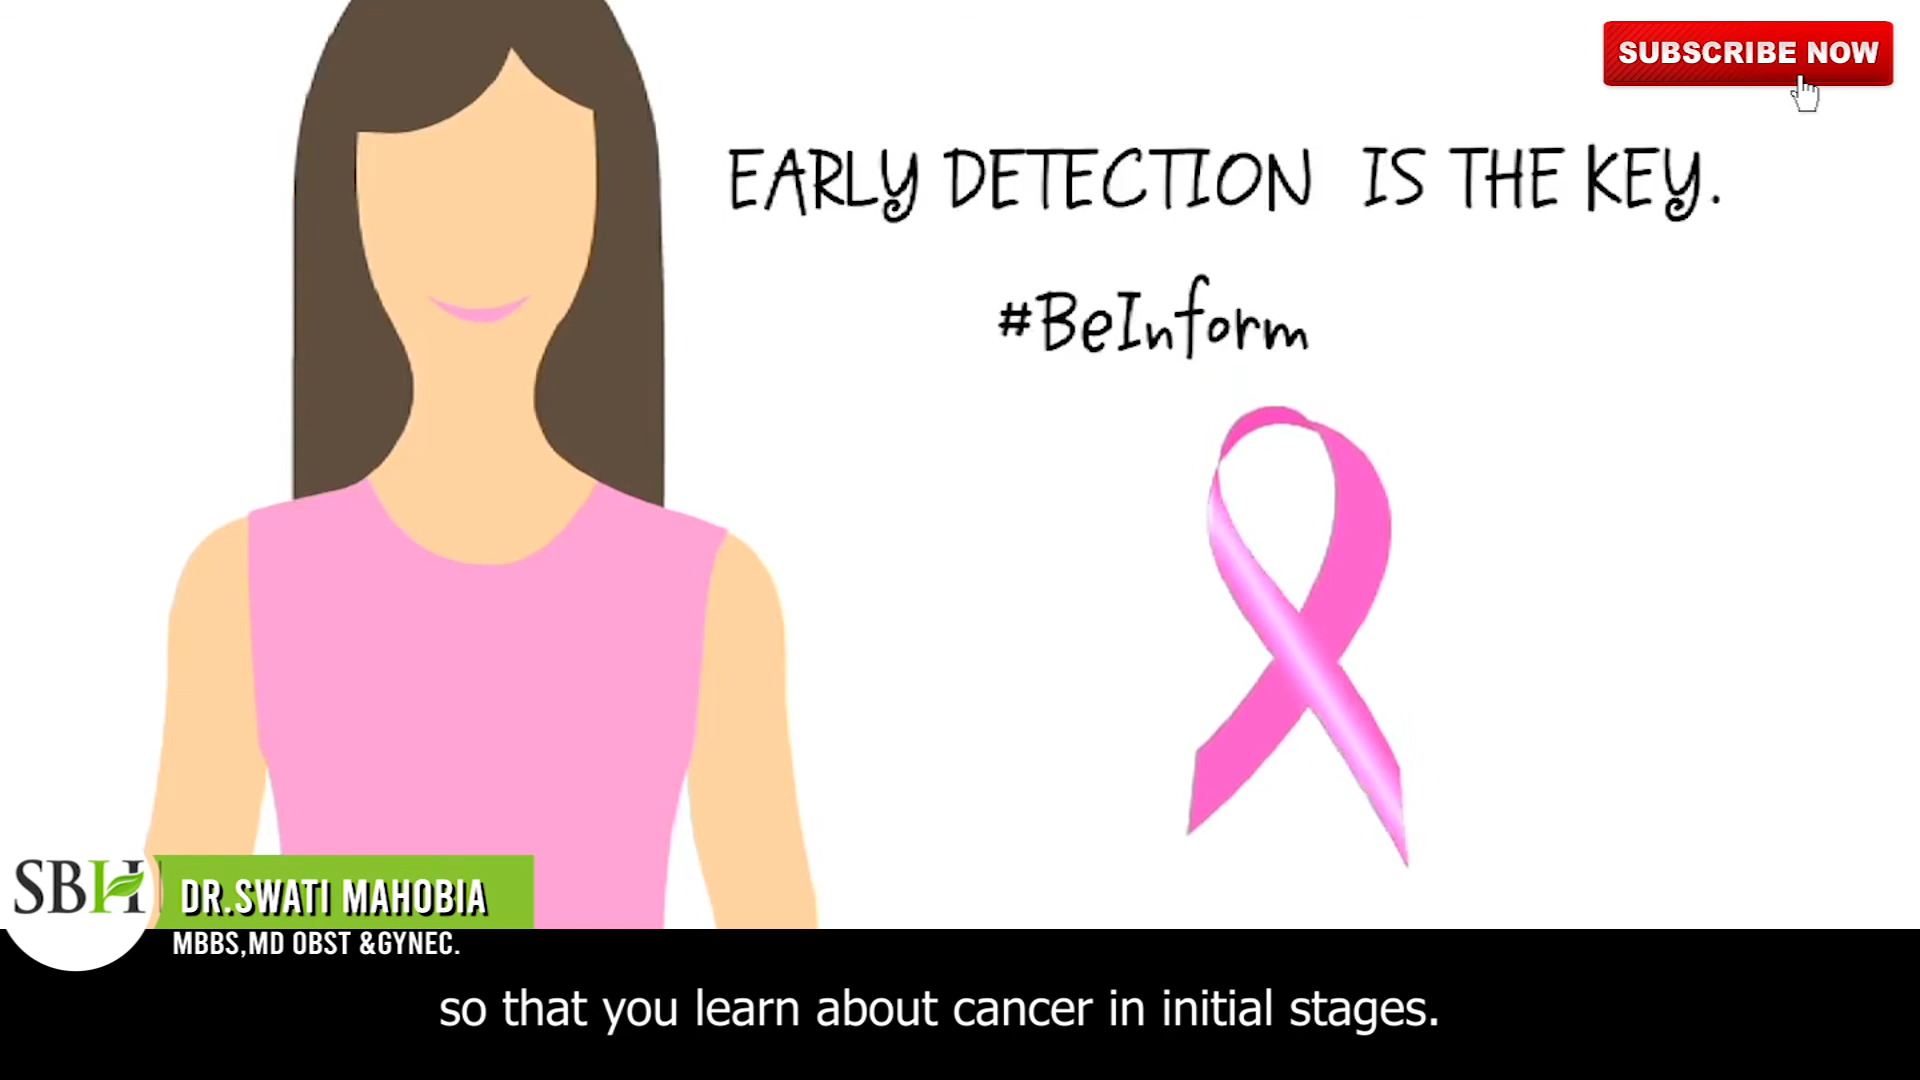 SUBSCRIBE NOW
EARLY DETECTION IS THE KEY.
#BeInform
SBH
DR.SWATI MAHOBIA
MBBS,MD OBST &GYNEC.
so that you learn about cancer in initial stages.